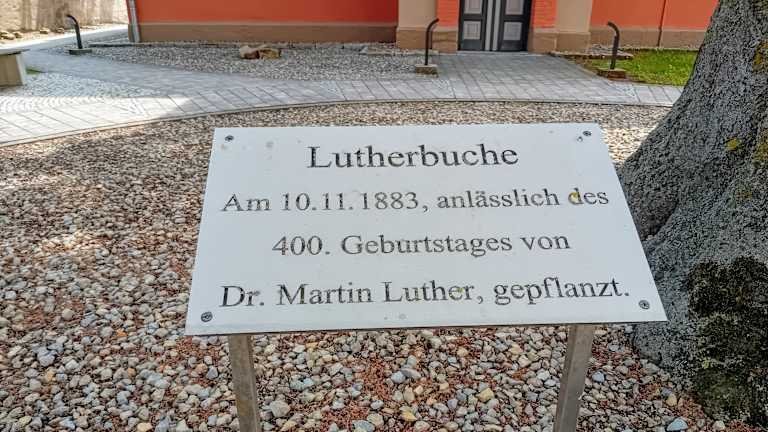 Lutherbuche
Am 10.11.1883, anlässlich des
400. Geburtstages von
Dr. Martin Luther, gepflanzt.